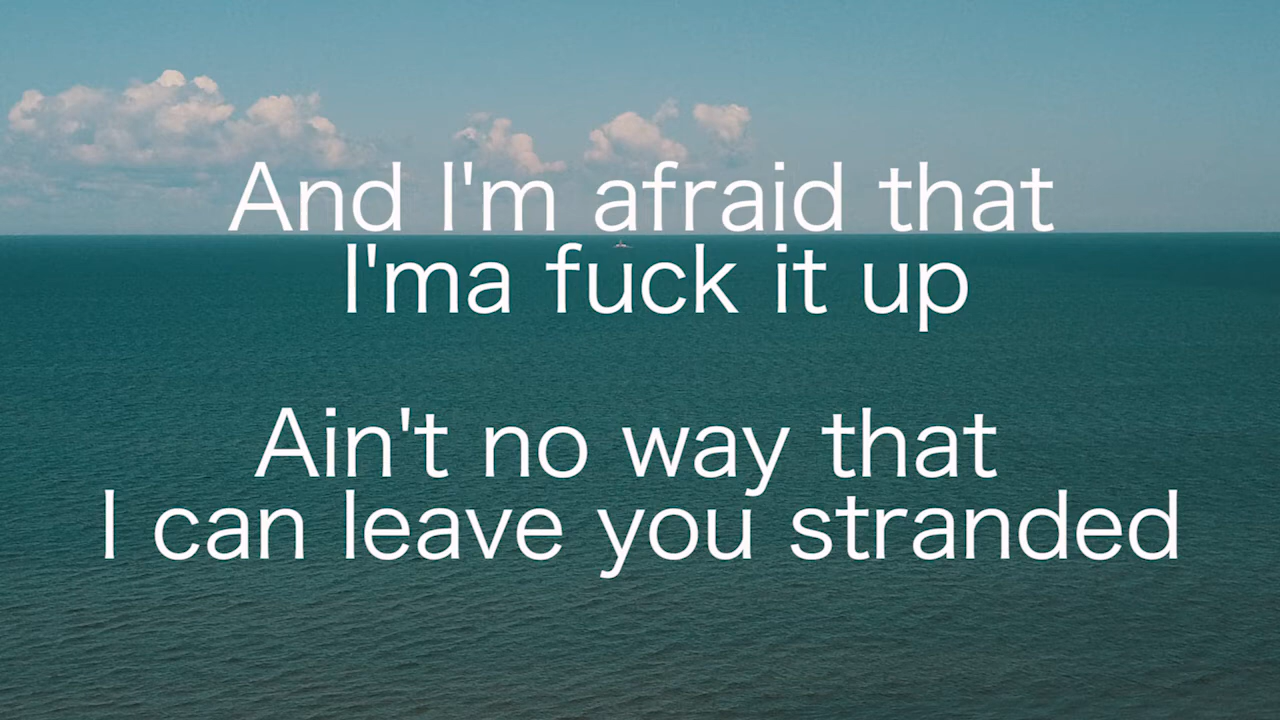 And I'm afraid that
I'ma fuck it up
Ain't no way that
I can leave you stranded